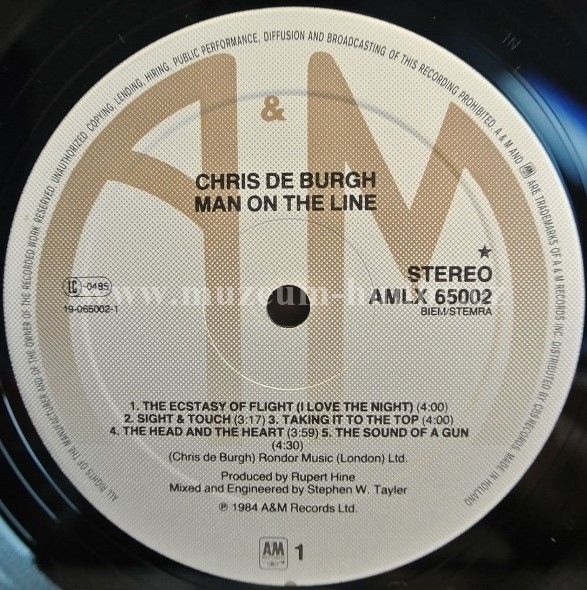 ALL RIGHTS OF THE MANUFACTURER AND OF THE OWNER OF THE RECORDED WORK RESERVED. UNAUTHORIZED COPYING, LENDING, HIRING, PUBLIC PERFORMANCE, DIFFUSION AND BROADCASTING OF THIS RECORDING PROHIBITED. A & M AND AM ARE TRADEMARKS OF A & M RECORDS INC. DISTRIBUTED BY CBS RECORDS. MADE IN HOLLAND
A & M
CHRIS DE BURGH
MAN ON THE LINE
STEREO
LC -0485
AMLX 65002
19-065002-1
BIEM/STEMRA
1. THE ECSTASY OF FLIGHT (I LOVE THE NIGHT) (4:00)
2. SIGHT & TOUCH (3:17) 3. TAKING IT TO THE TOP (4:00)
4. THE HEAD AND THE HEART (3:59) 5. THE SOUND OF A GUN
(4:30)
(Chris de Burgh) Rondor Music (London) Ltd.
Produced by Rupert Hine
Mixed and Engineered by Stephen W. Tayler
℗ 1984 A&M Records Ltd.
AM 1